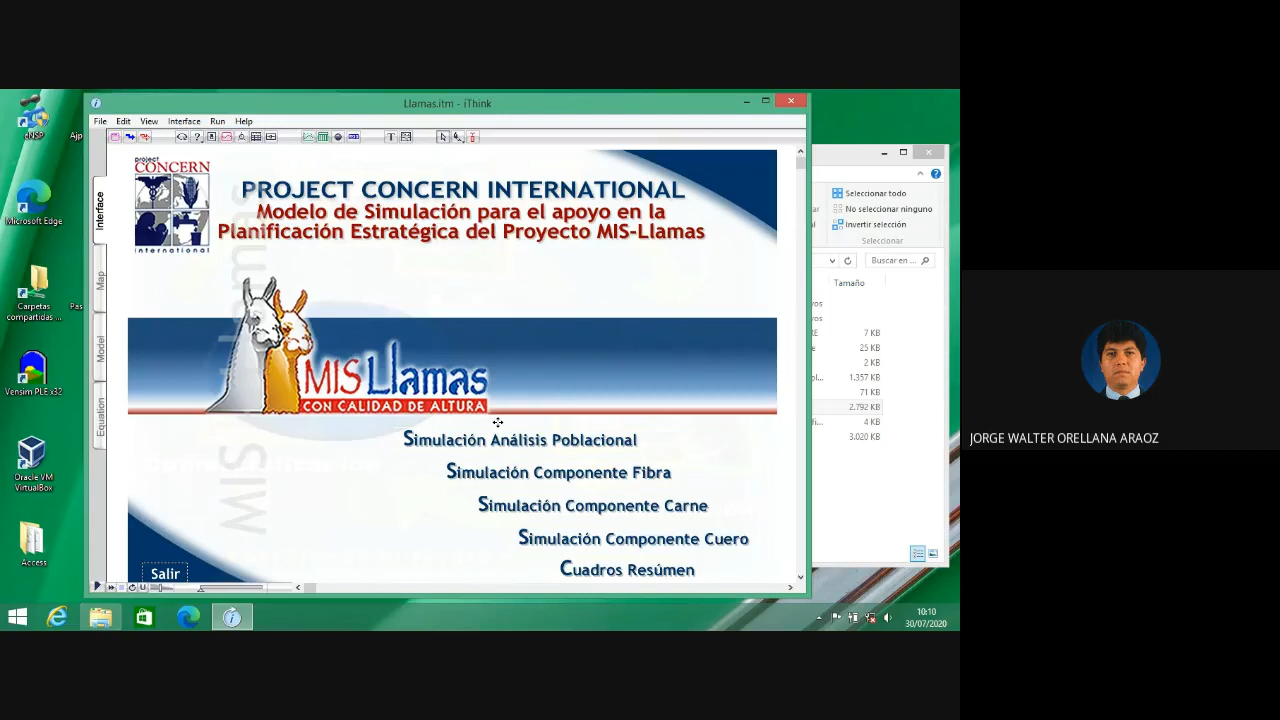 eNSP
Ajp
Microsoft Edge
Carpetas
compartidas ...
Pas
Vensim PLE x32
Oracle VM
VirtualBox
Access
Llamas.itm - iThink
File Edit View Interface Run Help
Interface
Map
Model
Equation
project
CONCERN
international
PROJECT CONCERN INTERNATIONAL
Modelo de Simulación para el apoyo en la
Planificación Estratégica del Proyecto MIS-Llamas
MIS Llamas
CON CALIDAD DE ALTURA
Simulación Análisis Poblacional
Simulación Componente Fibra
Simulación Componente Carne
Simulación Componente Cuero
Cuadros Resúmen
Salir
Seleccionar todo
No seleccionar ninguno
Invertir selección
Seleccionar
Buscar en ...
Tamaño
7 KB
25 KB
2 KB
1.357 KB
71 KB
2.792 KB
4 KB
3.020 KB
10:10
30/07/2020
JORGE WALTER ORELLANA ARAOZ